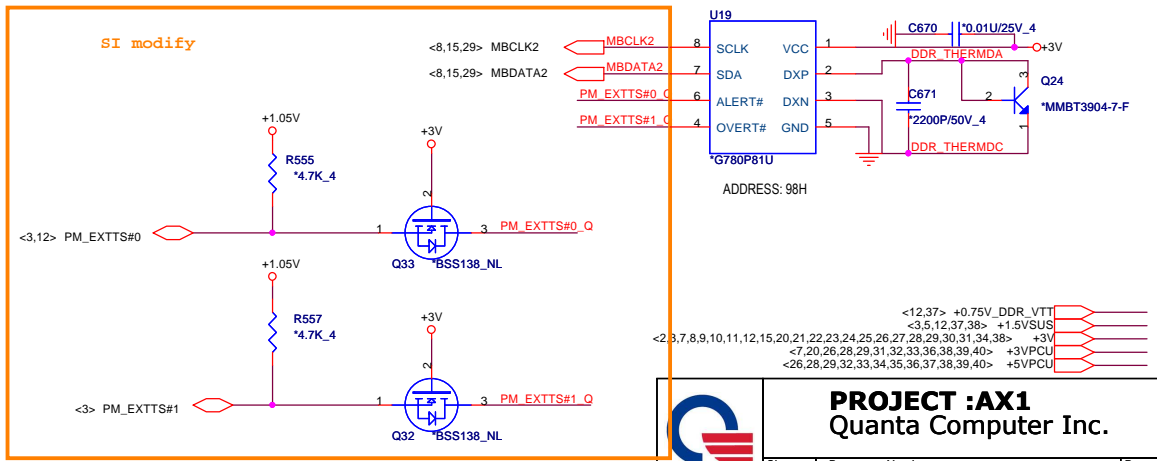 SI modify
<8,15,29> MBCLK2
MBCLK2
<8,15,29> MBDATA2
MBDATA2
PM_EXTTS#0_Q
PM_EXTTS#1_Q
U19
8 SCLK VCC 1
7 SDA DXP 2
6 ALERT# DXN 3
4 OVERT# GND 5
*G780P81U
ADDRESS: 98H
C670 *0.01U/25V_4
+3V
DDR_THERMDA
C671
*2200P/50V_4
2
3
Q24
*MMBT3904-7-F
1
DDR_THERMDC
+1.05V
R555
*4.7K_4
+3V
2
<3,12> PM_EXTTS#0
1
3 PM_EXTTS#0_Q
Q33 *BSS138_NL
+1.05V
R557
*4.7K_4
+3V
2
<3> PM_EXTTS#1
1
3 PM_EXTTS#1_Q
Q32 *BSS138_NL
<12,37> +0.75V_DDR_VTT
<3,5,12,37,38> +1.5VSUS
<2,3,7,8,9,10,11,12,15,20,21,22,23,24,25,26,27,28,29,30,31,34,38> +3V
<7,20,26,28,29,31,32,33,36,38,39,40> +3VPCU
<26,28,29,32,33,34,35,36,37,38,39,40> +5VPCU
PROJECT :AX1
Quanta Computer Inc.